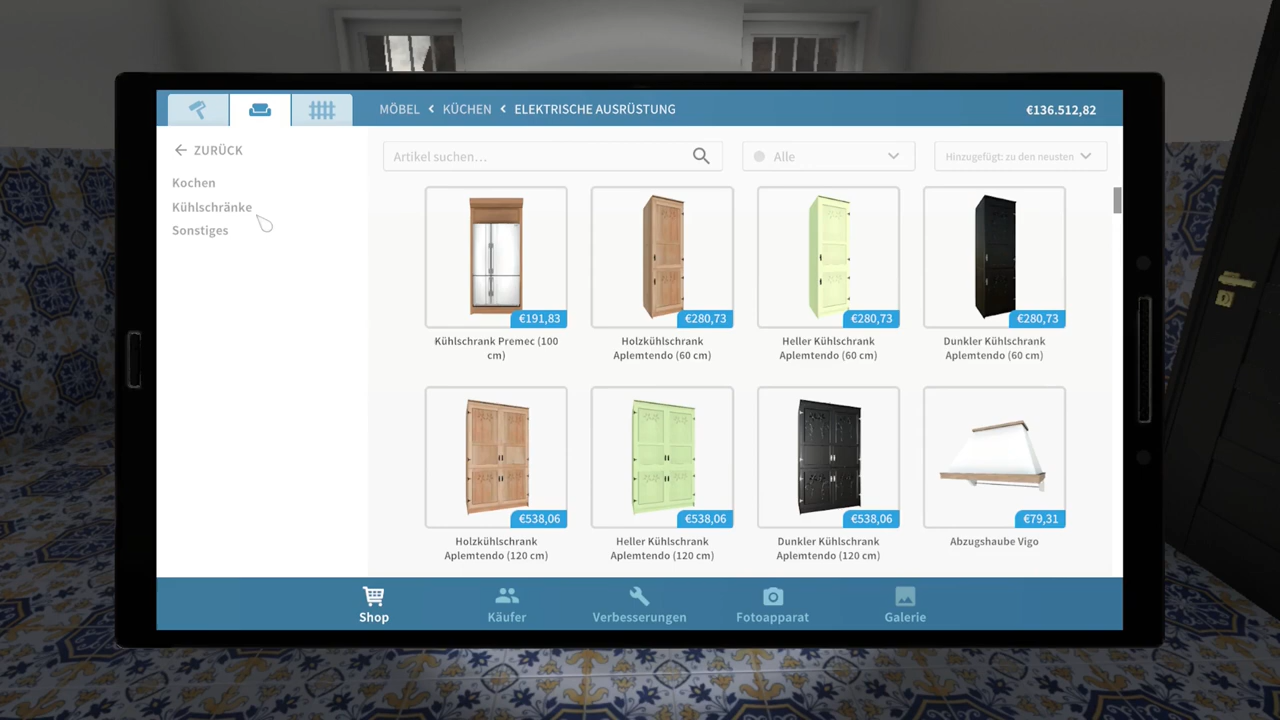 MÖBEL < KÜCHEN < ELEKTRISCHE AUSRÜSTUNG
€136.512,82
ZURÜCK
Kochen
Kühlschränke
Sonstiges
Artikel suchen...
Alle
Hinzugefügt: zu den neusten
€191,83
€280,73
€280,73
€280,73
Kühlschrank Premec (100
cm)
Holzkühlschrank
Aplemtendo (60 cm)
Heller Kühlschrank
Aplemtendo (60 cm)
Dunkler Kühlschrank
Aplemtendo (60 cm)
€538,06
€538,06
€538,06
€79,31
Holzkühlschrank
Aplemtendo (120 cm)
Heller Kühlschrank
Aplemtendo (120 cm)
Dunkler Kühlschrank
Aplemtendo (120 cm)
Abzugshaube Vigo
Shop
Käufer
Verbesserungen
Fotoapparat
Galerie